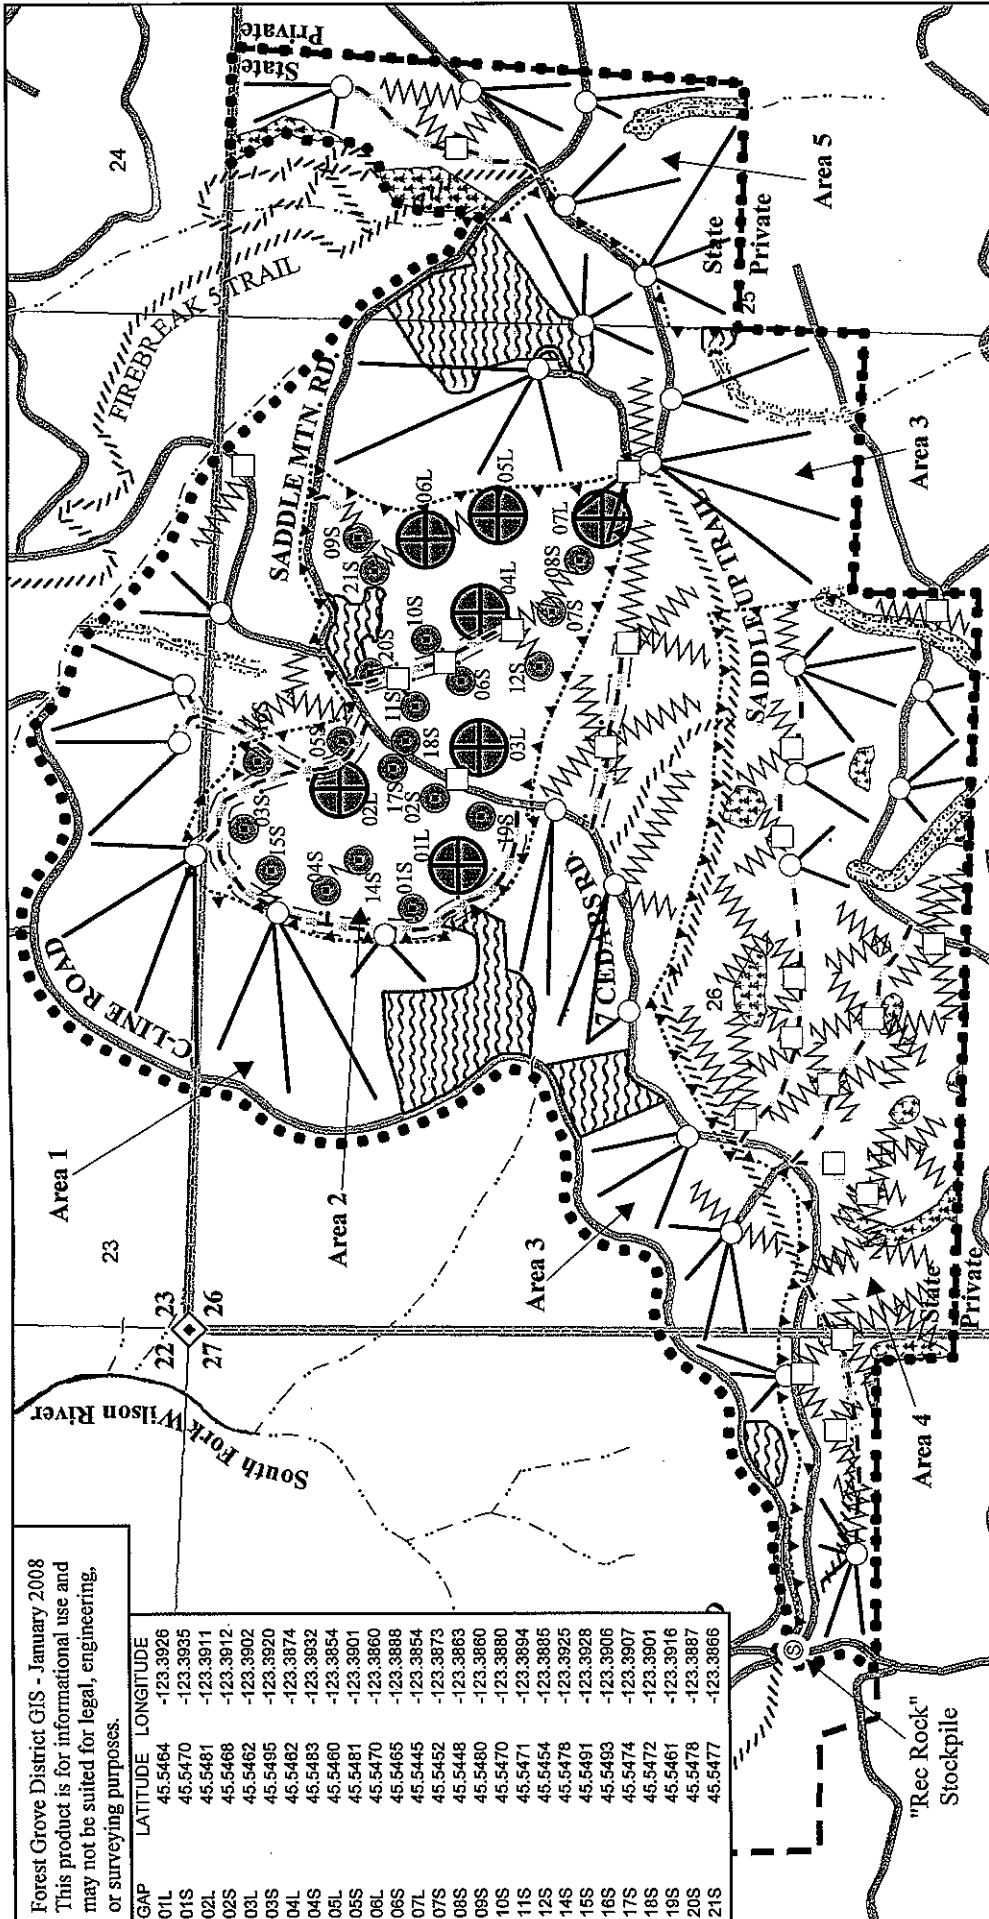 Forest Grove District GIS - January 2008
This product is for informational use and
may not be suited for legal, engineering,
or surveying purposes.
GAP LATITUDE LONGITUDE
01L 45.5464 -123.3926
01S 45.5470 -123.3935
02L 45.5481 -123.3911
02S 45.5468 -123.3912
03L 45.5462 -123.3902
03S 45.5495 -123.3920
04L 45.5462 -123.3874
04S 45.5483 -123.3932
05L 45.5460 -123.3854
05S 45.5481 -123.3901
06L 45.5470 -123.3860
06S 45.5465 -123.3888
07L 45.5445 -123.3854
07S 45.5452 -123.3873
08S 45.5448 -123.3863
09S 45.5480 -123.3860
10S 45.5470 -123.3880
11S 45.5471 -123.3894
12S 45.5454 -123.3885
14S 45.5478 -123.3925
15S 45.5491 -123.3928
16S 45.5493 -123.3906
17S 45.5474 -123.3907
18S 45.5472 -123.3901
19S 45.5461 -123.3916
20S 45.5478 -123.3887
21S 45.5477 -123.3866
South Fork Wilson River
22 23
27 26
23
24
Area 1
C-LINE ROAD
FIREBREAK 5 TRAIL
State
Private
Area 2
SADDLE MTN. RD.
03S
16S
15S
04S
14S
01S
02L
05S
17S
18S
02S
01L
19S
11S
20S
10S
21S
09S
06L
03L
06S
04L
05L
12S
07S
08S
07L
Area 3
7 CEDARS RD
SADDLE UP TRAIL
26
25
State
Private
Area 5
Area 3
State
Private
Area 4
S
"Rec Rock"
Stockpile